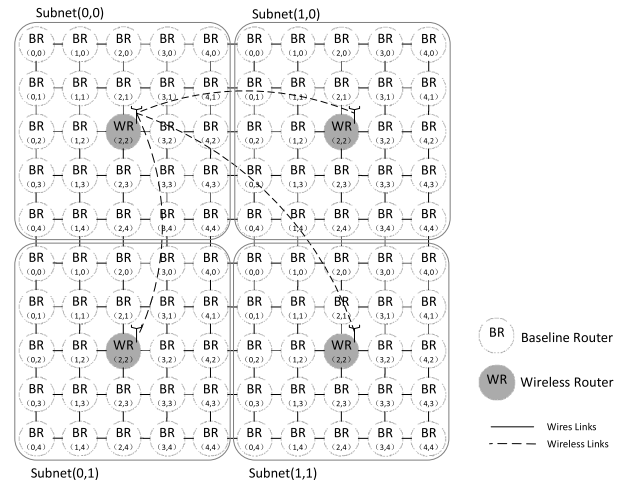 Subnet(0,0) Subnet(1,0)
BR BR BR BR BR BR BR BR BR BR
(0,0) (1,0) (2,0) (3,0) (4,0) (0,0) (1,0) (2,0) (3,0) (4,0)
BR BR BR BR BR BR BR BR BR BR
(0,1) (1,1) (2,1) (3,1) (4,1) (0,1) (1,1) (2,1) (3,1) (4,1)
BR BR WR BR BR BR BR WR BR BR
(0,2) (1,2) (2,2) (3,2) (4,2) (0,2) (1,2) (2,2) (3,2) (4,2)
BR BR BR BR BR BR BR BR BR BR
(0,3) (1,3) (2,3) (3,3) (4,3) (0,3) (1,3) (2,3) (3,3) (4,3)
BR BR BR BR BR BR BR BR BR BR
(0,4) (1,4) (2,4) (3,4) (4,4) (0,4) (1,4) (2,4) (3,4) (4,4)
BR BR BR BR BR BR BR BR BR BR
(0,0) (1,0) (2,0) (3,0) (4,0) (0,0) (1,0) (2,0) (3,0) (4,0)
BR BR BR BR BR BR BR BR BR BR
(0,1) (1,1) (2,1) (3,1) (4,1) (0,1) (1,1) (2,1) (3,1) (4,1)
BR BR WR BR BR BR BR WR BR BR
(0,2) (1,2) (2,2) (3,2) (4,2) (0,2) (1,2) (2,2) (3,2) (4,2)
BR BR BR BR BR BR BR BR BR BR
(0,3) (1,3) (2,3) (3,3) (4,3) (0,3) (1,3) (2,3) (3,3) (4,3)
BR BR BR BR BR BR BR BR BR BR
(0,4) (1,4) (2,4) (3,4) (4,4) (0,4) (1,4) (2,4) (3,4) (4,4)
Subnet(0,1) Subnet(1,1)
BR Baseline Router
WR Wireless Router
Wires Links
Wireless Links